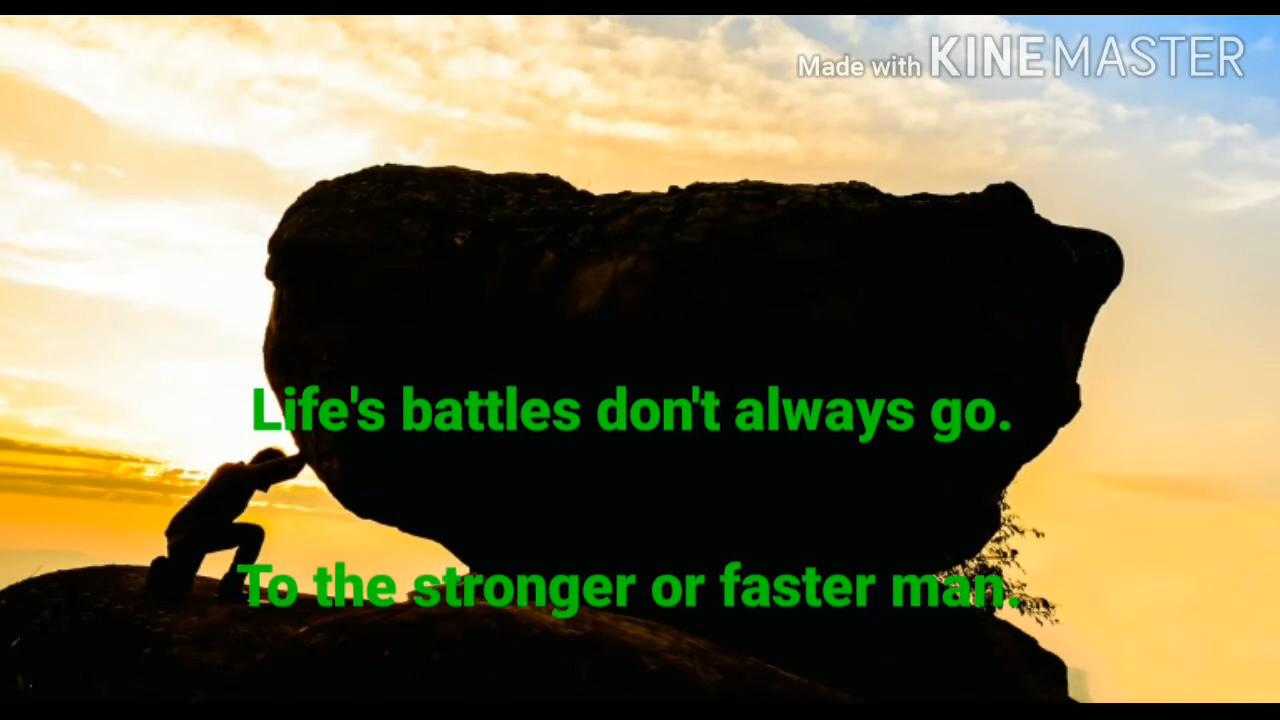 Made with KINEMASTER
Life's battles don't always go.
To the stronger or faster man.